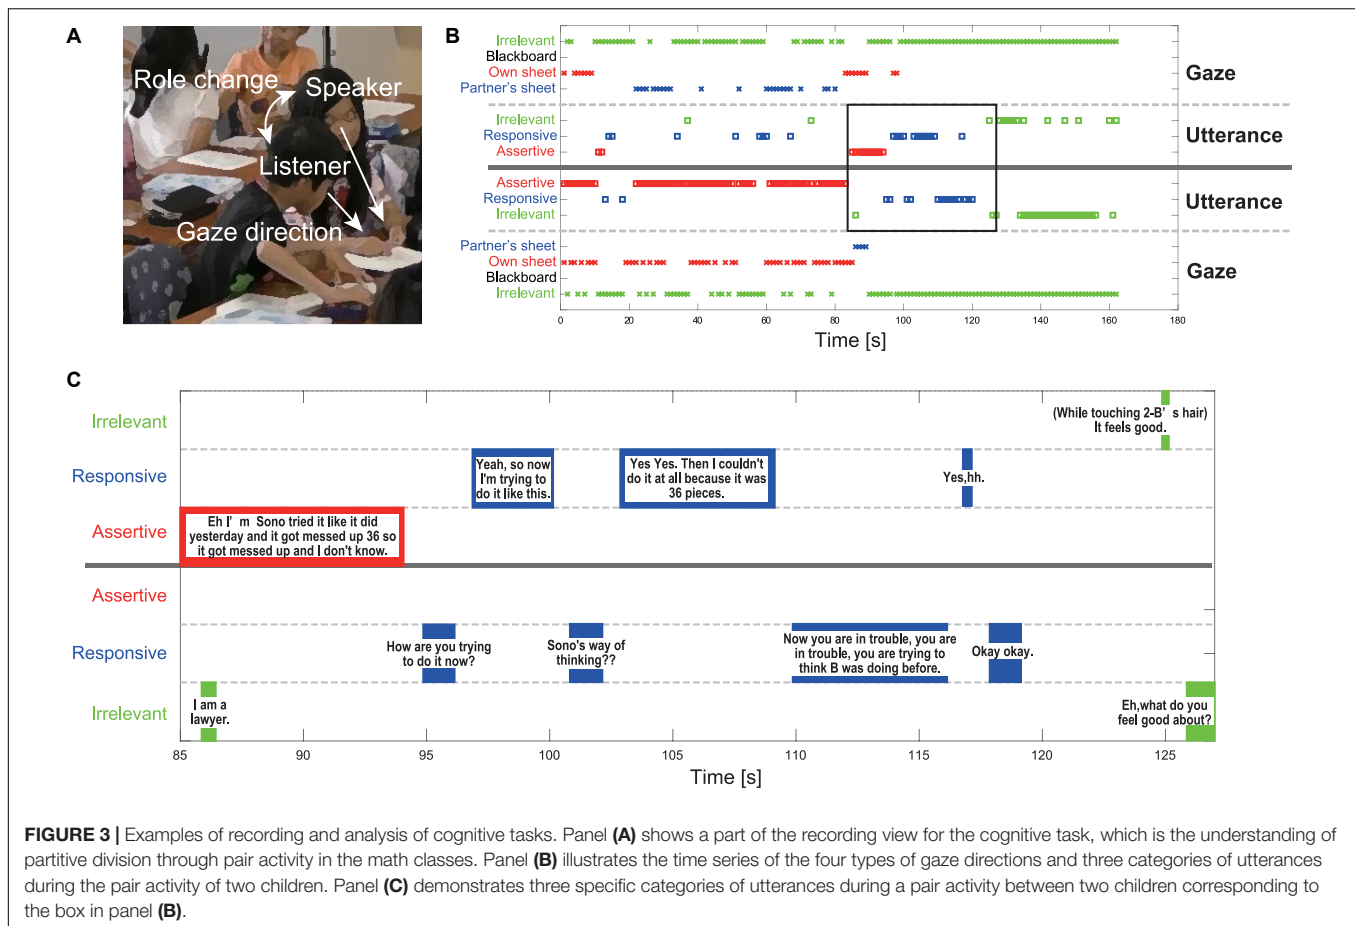 A
Role change
Speaker
Listener
Gaze direction
B
Irrelevant
Blackboard
Own sheet
Partner's sheet
Gaze
Irrelevant
Responsive
Assertive
Utterance
Assertive
Responsive
Irrelevant
Utterance
Partner's sheet
Own sheet
Blackboard
Irrelevant
Gaze
0 20 40 60 80 100 120 140 160 180
Time [s]
C
Irrelevant
(While touching 2-B' s hair)
It feels good.
Responsive
Yeah, so now
I'm trying to
do it like this.
Yes Yes. Then I couldn't
do it at all because it was
36 pieces.
Yes,hh.
Assertive
Eh I' m Sono tried it like it did
yesterday and it got messed up 36 so
it got messed up and I don't know.
Assertive
Responsive
How are you trying
to do it now?
Sono's way of
thinking??
Now you are in trouble, you are
in trouble, you are trying to
think B was doing before.
Okay okay.
Irrelevant
I am a
lawyer.
Eh,what do you
feel good about?
85 90 95 100 105 110 115 120 125
Time [s]
FIGURE 3 | Examples of recording and analysis of cognitive tasks. Panel (A) shows a part of the recording view for the cognitive task, which is the understanding of
partitive division through pair activity in the math classes. Panel (B) illustrates the time series of the four types of gaze directions and three categories of utterances
during the pair activity of two children. Panel (C) demonstrates three specific categories of utterances during a pair activity between two children corresponding to
the box in panel (B).